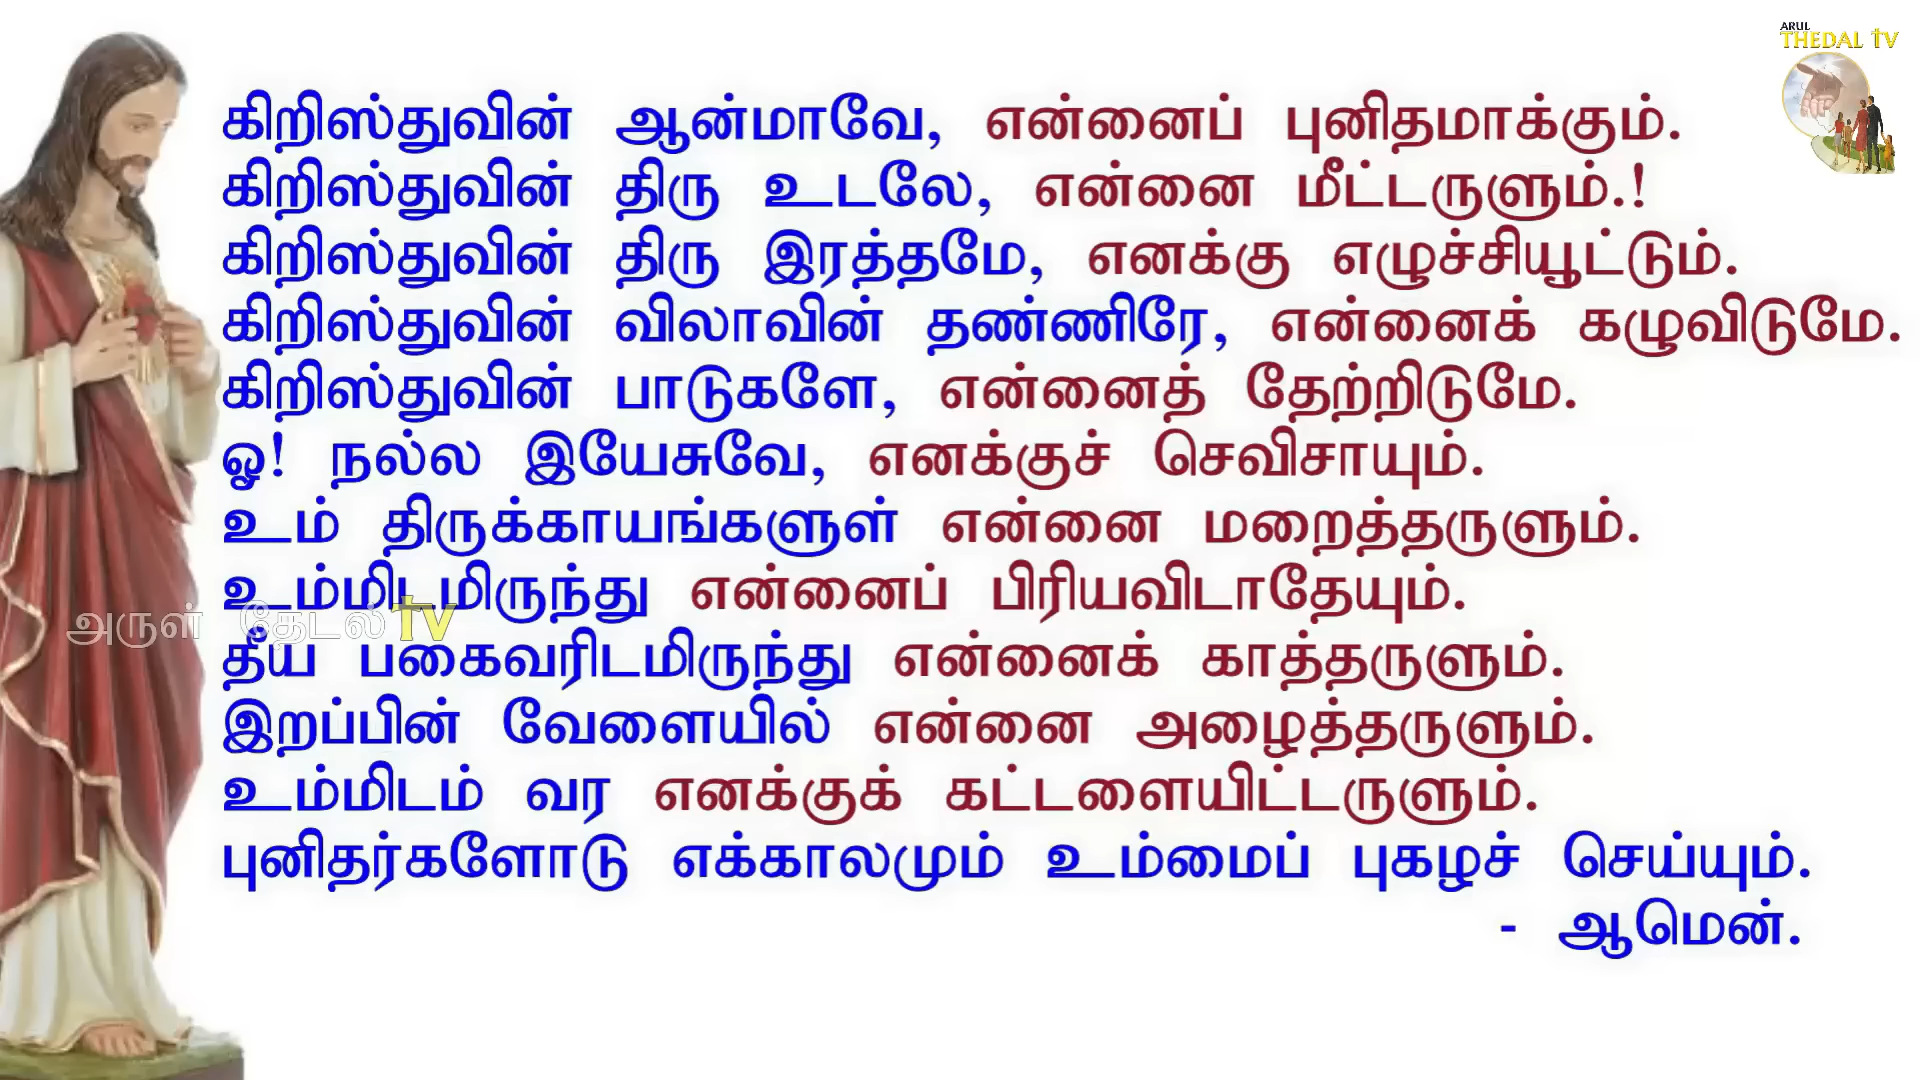 ARUL
THEDAL TV
கிறிஸ்துவின் ஆன்மாவே, என்னைப் புனிதமாக்கும்.
கிறிஸ்துவின் திரு உடலே, என்னை மீட்டருளும்.!
கிறிஸ்துவின் திரு இரத்தமே, எனக்கு எழுச்சியூட்டும்.
கிறிஸ்துவின் விலாவின் தண்ணிரே, என்னைக் கழுவிடுமே.
கிறிஸ்துவின் பாடுகளே, என்னைத் தேற்றிடுமே.
ஓ! நல்ல இயேசுவே, எனக்குச் செவிசாயும்.
உம் திருக்காயங்களுள் என்னை மறைத்தருளும்.
உம்மிடமிருந்து என்னைப் பிரியவிடாதேயும்.
அருள் தேடல் TV
தீய பகைவரிடமிருந்து என்னைக் காத்தருளும்.
இறப்பின் வேளையில் என்னை அழைத்தருளும்.
உம்மிடம் வர எனக்குக் கட்டளையிட்டருளும்.
புனிதர்களோடு எக்காலமும் உம்மைப் புகழச் செய்யும்.
- ஆமென்.